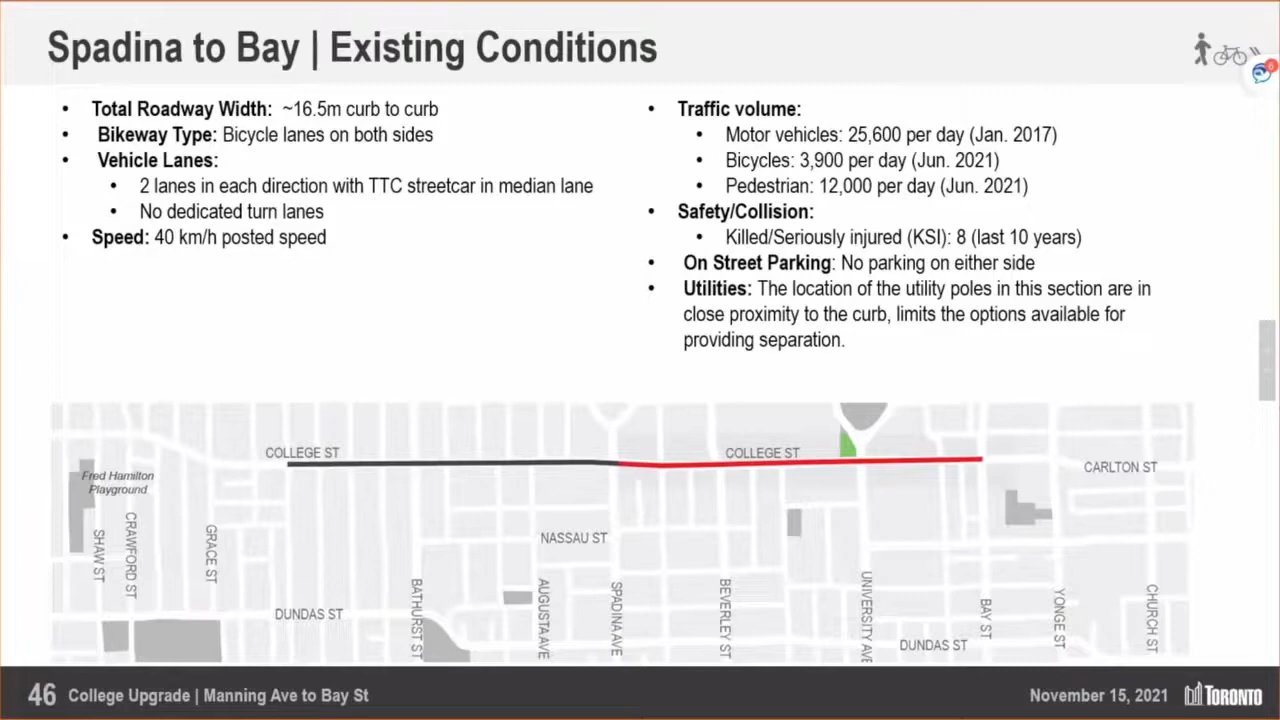 Spadina to Bay | Existing Conditions
6
• Total Roadway Width: ~16.5m curb to curb
• Bikeway Type: Bicycle lanes on both sides
• Vehicle Lanes:
• 2 lanes in each direction with TTC streetcar in median lane
• No dedicated turn lanes
• Speed: 40 km/h posted speed
• Traffic volume:
• Motor vehicles: 25,600 per day (Jan. 2017)
• Bicycles: 3,900 per day (Jun. 2021)
• Pedestrian: 12,000 per day (Jun. 2021)
• Safety/Collision:
• Killed/Seriously injured (KSI): 8 (last 10 years)
• On Street Parking: No parking on either side
• Utilities: The location of the utility poles in this section are in
close proximity to the curb, limits the options available for
providing separation.
COLLEGE ST
COLLEGE ST
CARLTON ST
Fred Hamilton
Playground
SHAW ST
CRAWFORD ST
GRACE ST
NASSAU ST
DUNDAS ST
BATHURST ST
AUGUSTA AVE
SPADINA AVE
BEVERLEY ST
UNIVERSITY AVE
DUNDAS ST
BAY ST
YONGE ST
CHURCH ST
46 College Upgrade | Manning Ave to Bay St
November 15, 2021 TORONTO